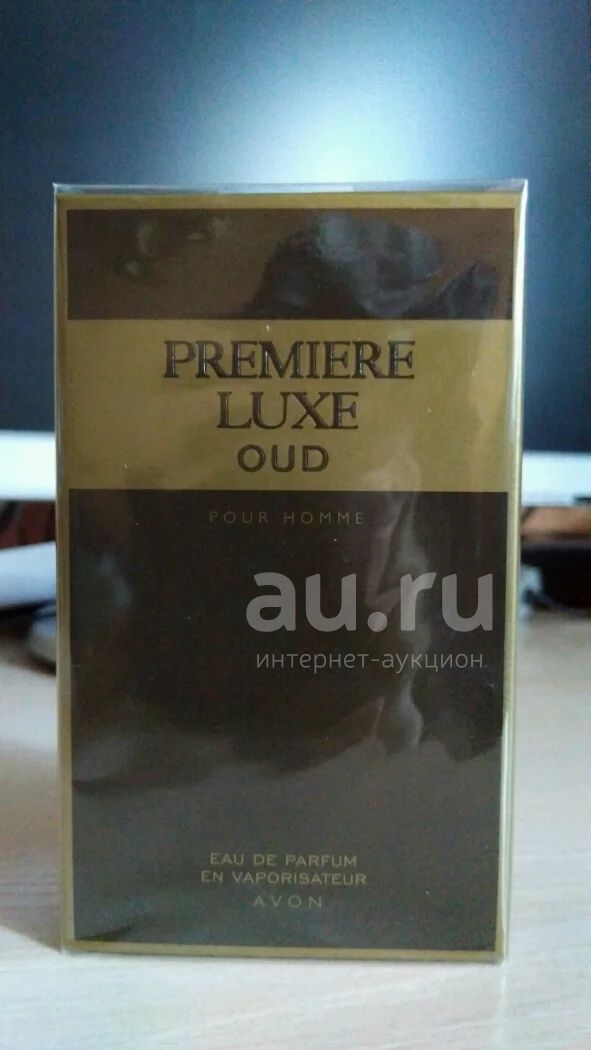 PREMIERE
LUXE
OUD
POUR HOMME
au.ru
интернет-аукцион
EAU DE PARFUM
EN VAPORISATEUR
AVON